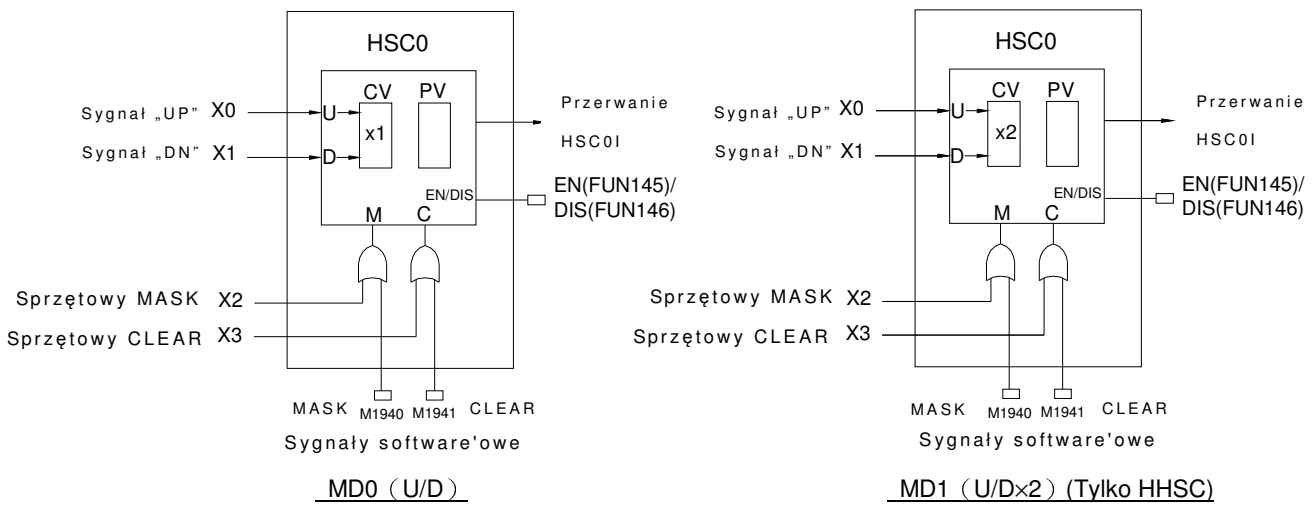 HSC0
CV PV
Sygnał „UP” X0
U
x1
Przerwanie
HSC0I
Sygnał „DN” X1
D
EN/DIS
EN(FUN145)/
DIS(FUN146)
M C
Sprzętowy MASK X2
Sprzętowy CLEAR X3
MASK M1940 M1941 CLEAR
Sygnały software'owe
MD0（U/D）
HSC0
CV PV
Sygnał „UP” X0
U
x2
Przerwanie
HSC0I
Sygnał „DN” X1
D
EN/DIS
EN(FUN145)/
DIS(FUN146)
M C
Sprzętowy MASK X2
Sprzętowy CLEAR X3
MASK M1940 M1941 CLEAR
Sygnały software'owe
MD1（U/D×2）(Tylko HHSC)